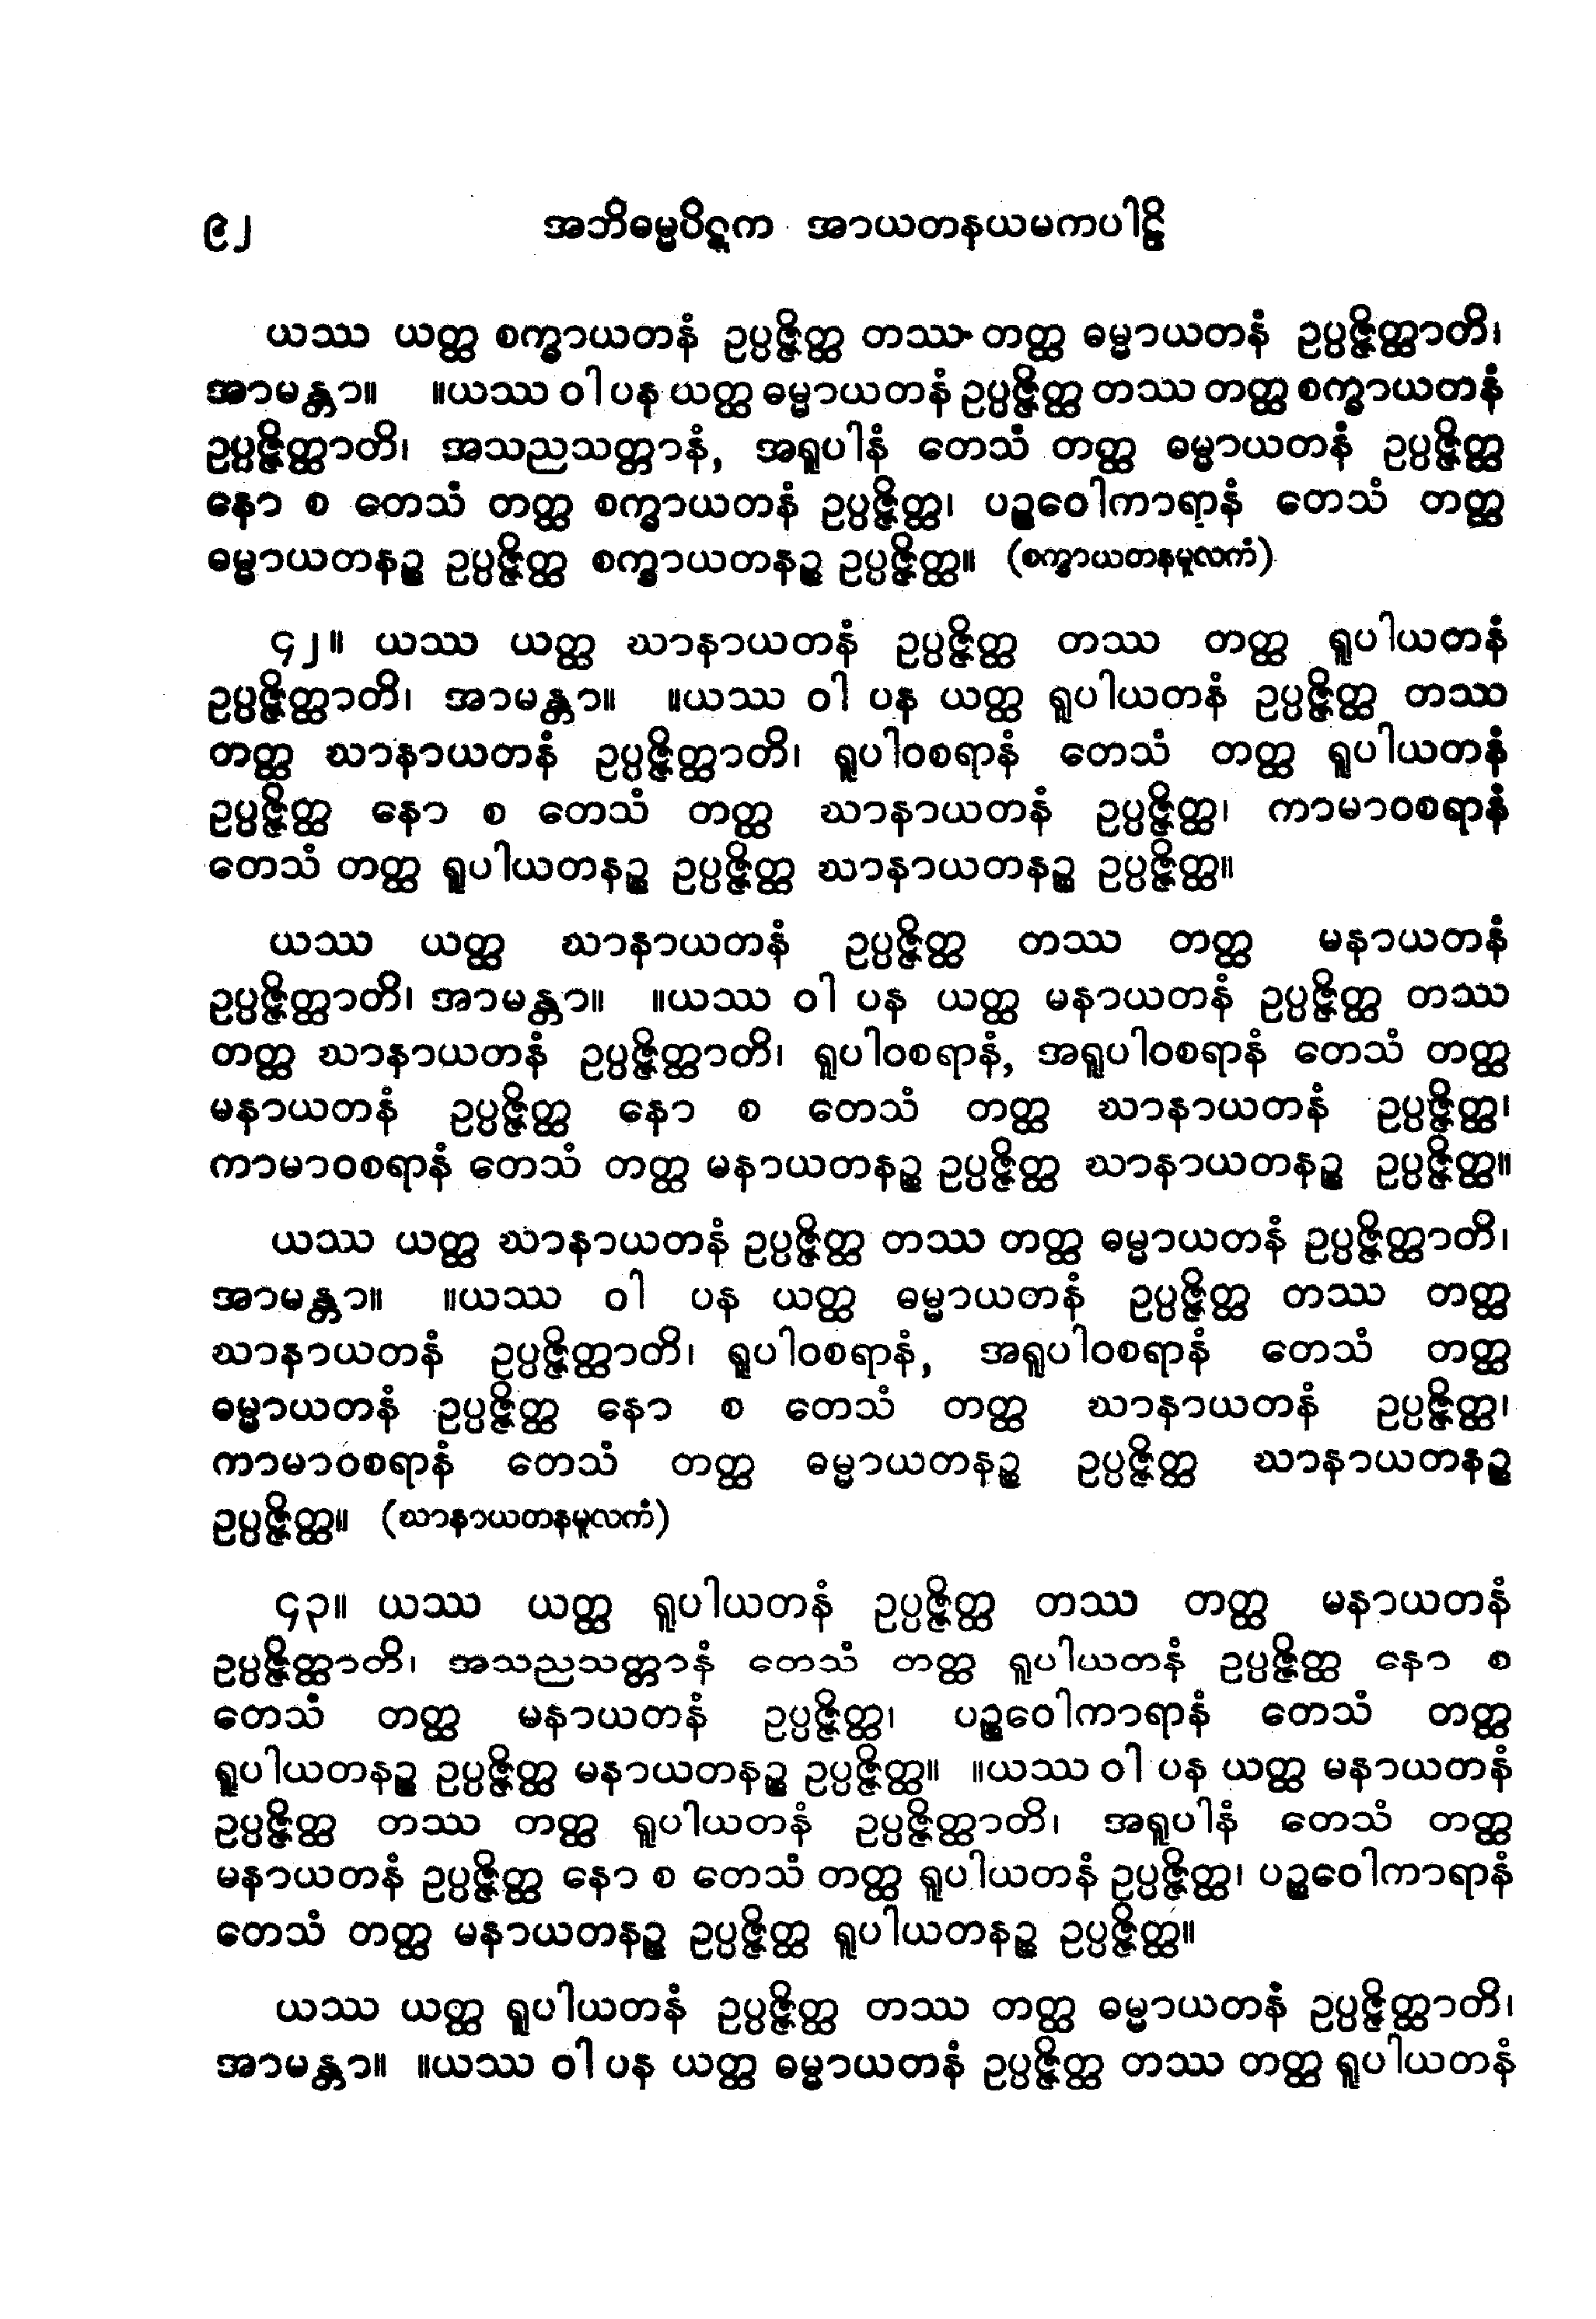 ၉၂ အဘိဓမ္မပိဋက အာယတနယမကပါဠိ
ယဿ ယတ္ထ စက္ခာယတနံ ဥပ္ပဇ္ဇိတ္ထ တဿ တတ္ထ ဓမ္မာယတနံ ဥပ္ပဇ္ဇိတ္ထာတိ၊
အာမန္တာ။ ။ယဿ ဝါ ပန ယတ္ထ ဓမ္မာယတနံ ဥပ္ပဇ္ဇိတ္ထ တဿ တတ္ထ စက္ခာယတနံ
ဥပ္ပဇ္ဇိတ္ထာတိ၊ အသညသတ္တာနံ, အရူပါနံ တေသံ တတ္ထ ဓမ္မာယတနံ ဥပ္ပဇ္ဇိတ္ထ
နော စ တေသံ တတ္ထ စက္ခာယတနံ ဥပ္ပဇ္ဇိတ္ထ၊ ပဉ္စဝေါကာရာနံ တေသံ တတ္ထ
ဓမ္မာယတနဉ္စ ဥပ္ပဇ္ဇိတ္ထ စက္ခာယတနဉ္စ ဥပ္ပဇ္ဇိတ္ထ။ (စက္ခာယတနမူလကံ)
၄၂။ ယဿ ယတ္ထ ဃာနာယတနံ ဥပ္ပဇ္ဇိတ္ထ တဿ တတ္ထ ရူပါယတနံ
ဥပ္ပဇ္ဇိတ္ထာတိ၊ အာမန္တာ။ ။ယဿ ဝါ ပန ယတ္ထ ရူပါယတနံ ဥပ္ပဇ္ဇိတ္ထ တဿ
တတ္ထ ဃာနာယတနံ ဥပ္ပဇ္ဇိတ္ထာတိ၊ ရူပါဝစရာနံ တေသံ တတ္ထ ရူပါယတနံ
ဥပ္ပဇ္ဇိတ္ထ နော စ တေသံ တတ္ထ ဃာနာယတနံ ဥပ္ပဇ္ဇိတ္ထ၊ ကာမာဝစရာနံ
တေသံ တတ္ထ ရူပါယတနဉ္စ ဥပ္ပဇ္ဇိတ္ထ ဃာနာယတနဉ္စ ဥပ္ပဇ္ဇိတ္ထ။
ယဿ ယတ္ထ ဃာနာယတနံ ဥပ္ပဇ္ဇိတ္ထ တဿ တတ္ထ မနာယတနံ
ဥပ္ပဇ္ဇိတ္ထာတိ၊ အာမန္တာ။ ။ယဿ ဝါ ပန ယတ္ထ မနာယတနံ ဥပ္ပဇ္ဇိတ္ထ တဿ
တတ္ထ ဃာနာယတနံ ဥပ္ပဇ္ဇိတ္ထာတိ၊ ရူပါဝစရာနံ, အရူပါဝစရာနံ တေသံ တတ္ထ
မနာယတနံ ဥပ္ပဇ္ဇိတ္ထ နော စ တေသံ တတ္ထ ဃာနာယတနံ ဥပ္ပဇ္ဇိတ္ထ၊
ကာမာဝစရာနံ တေသံ တတ္ထ မနာယတနဉ္စ ဥပ္ပဇ္ဇိတ္ထ ဃာနာယတနဉ္စ ဥပ္ပဇ္ဇိတ္ထ။
ယဿ ယတ္ထ ဃာနာယတနံ ဥပ္ပဇ္ဇိတ္ထ တဿ တတ္ထ ဓမ္မာယတနံ ဥပ္ပဇ္ဇိတ္ထာတိ၊
အာမန္တာ။ ။ယဿ ဝါ ပန ယတ္ထ ဓမ္မာယတနံ ဥပ္ပဇ္ဇိတ္ထ တဿ တတ္ထ
ဃာနာယတနံ ဥပ္ပဇ္ဇိတ္ထာတိ၊ ရူပါဝစရာနံ, အရူပါဝစရာနံ တေသံ တတ္ထ
ဓမ္မာယတနံ ဥပ္ပဇ္ဇိတ္ထ နော စ တေသံ တတ္ထ ဃာနာယတနံ ဥပ္ပဇ္ဇိတ္ထ၊
ကာမာဝစရာနံ တေသံ တတ္ထ ဓမ္မာယတနဉ္စ ဥပ္ပဇ္ဇိတ္ထ ဃာနာယတနဉ္စ
ဥပ္ပဇ္ဇိတ္ထ။ (ဃာနာယတနမူလကံ)
၄၃။ ယဿ ယတ္ထ ရူပါယတနံ ဥပ္ပဇ္ဇိတ္ထ တဿ တတ္ထ မနာယတနံ
ဥပ္ပဇ္ဇိတ္ထာတိ၊ အသညသတ္တာနံ တေသံ တတ္ထ ရူပါယတနံ ဥပ္ပဇ္ဇိတ္ထ နော စ
တေသံ တတ္ထ မနာယတနံ ဥပ္ပဇ္ဇိတ္ထ၊ ပဉ္စဝေါကာရာနံ တေသံ တတ္ထ
ရူပါယတနဉ္စ ဥပ္ပဇ္ဇိတ္ထ မနာယတနဉ္စ ဥပ္ပဇ္ဇိတ္ထ။ ။ယဿ ဝါ ပန ယတ္ထ မနာယတနံ
ဥပ္ပဇ္ဇိတ္ထ တဿ တတ္ထ ရူပါယတနံ ဥပ္ပဇ္ဇိတ္ထာတိ၊ အရူပါနံ တေသံ တတ္ထ
မနာယတနံ ဥပ္ပဇ္ဇိတ္ထ နော စ တေသံ တတ္ထ ရူပါယတနံ ဥပ္ပဇ္ဇိတ္ထ၊ ပဉ္စဝေါကာရာနံ
တေသံ တတ္ထ မနာယတနဉ္စ ဥပ္ပဇ္ဇိတ္ထ ရူပါယတနဉ္စ ဥပ္ပဇ္ဇိတ္ထ။
ယဿ ယတ္ထ ရူပါယတနံ ဥပ္ပဇ္ဇိတ္ထ တဿ တတ္ထ ဓမ္မာယတနံ ဥပ္ပဇ္ဇိတ္ထာတိ၊
အာမန္တာ။ ။ယဿ ဝါ ပန ယတ္ထ ဓမ္မာယတနံ ဥပ္ပဇ္ဇိတ္ထ တဿ တတ္ထ ရူပါယတနံ